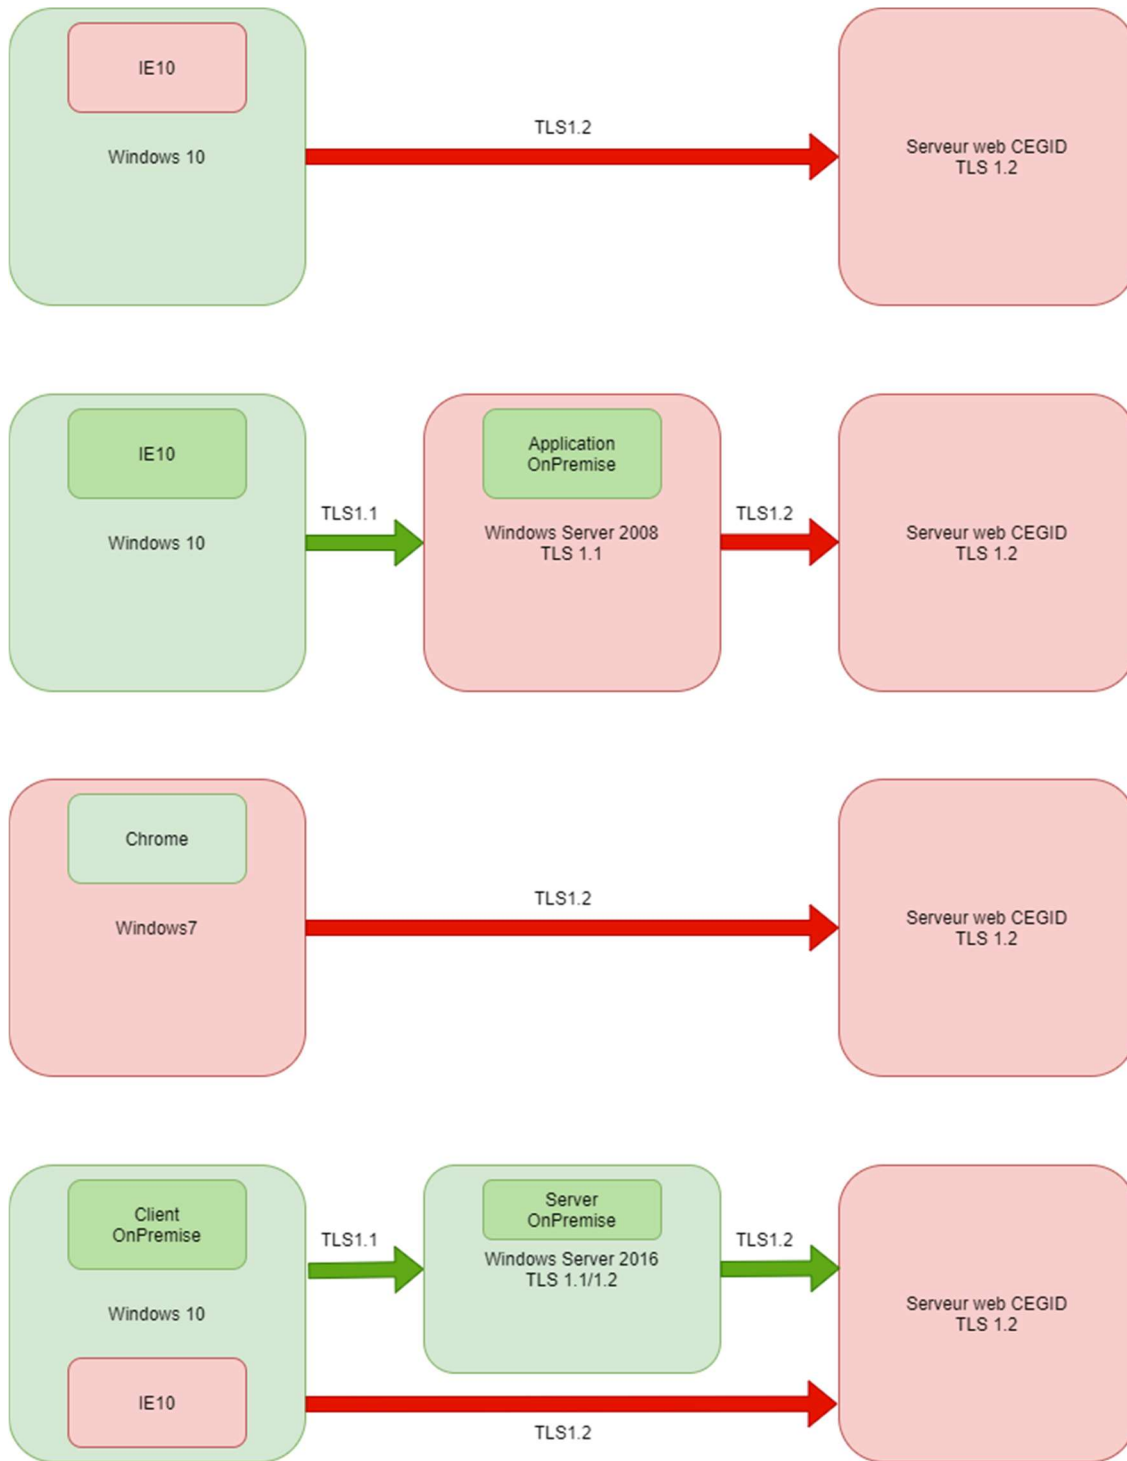 IE10
Windows 10
TLS1.2
Serveur web CEGID
TLS 1.2
IE10
Windows 10
TLS1.1
Application
OnPremise
Windows Server 2008
TLS 1.1
TLS1.2
Serveur web CEGID
TLS 1.2
Chrome
Windows7
TLS1.2
Serveur web CEGID
TLS 1.2
Client
OnPremise
Windows 10
IE10
TLS1.1
Server
OnPremise
Windows Server 2016
TLS 1.1/1.2
TLS1.2
TLS1.2
Serveur web CEGID
TLS 1.2